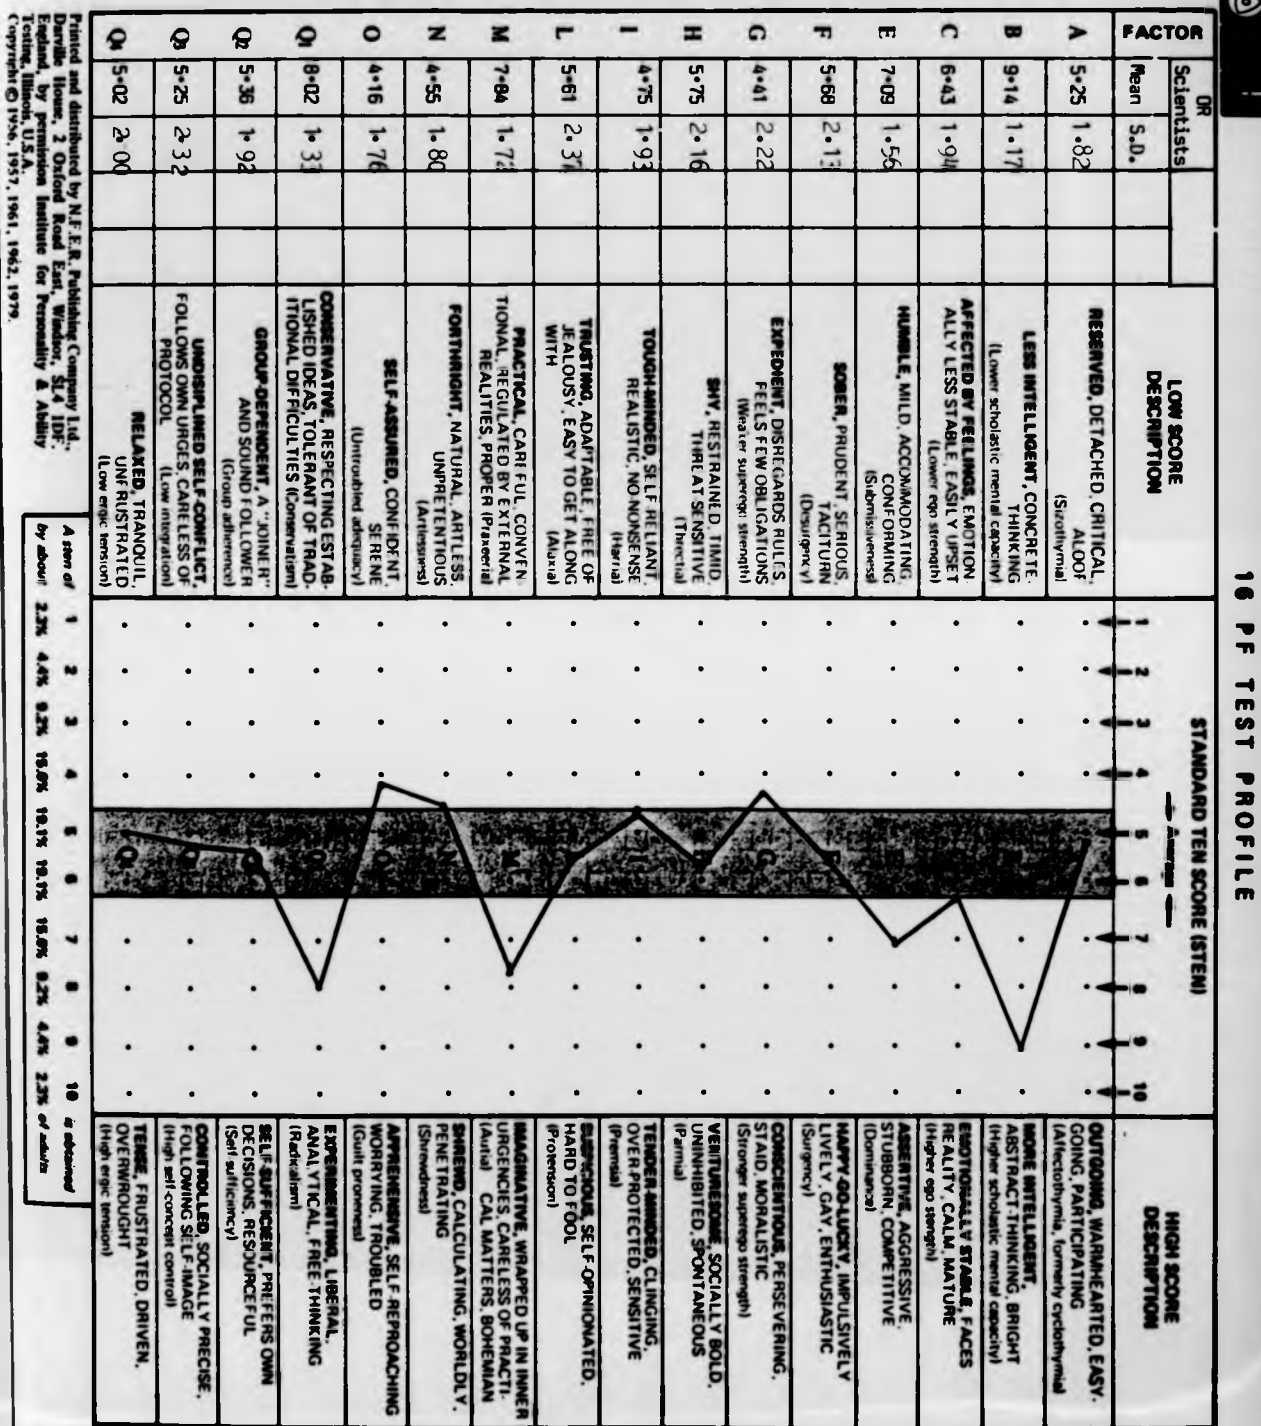 16 PF TEST PROFILE
FACTOR
OR
Scientists
Mean S.D.
LOW SCORE
DESCRIPTION
STANDARD TEN SCORE (STEN)
Average
1 2 3 4 5 6 7 8 9 10
HIGH SCORE
DESCRIPTION
A 5·25 1·82
RESERVED, DETACHED, CRITICAL,
ALOOF
(Sizothymia)
OUTGOING, WARMHEARTED, EASY-
GOING, PARTICIPATING
(Affectothymia, formerly cyclothymia)
B 9·14 1·17
LESS INTELLIGENT, CONCRETE-
THINKING
(Lower scholastic mental capacity)
MORE INTELLIGENT,
ABSTRACT-THINKING, BRIGHT
(Higher scholastic mental capacity)
C 6·43 1·94
AFFECTED BY FEELINGS, EMOTION-
ALLY LESS STABLE, EASILY UPSET
(Lower ego strength)
EMOTIONALLY STABLE, FACES
REALITY, CALM, MATURE
(Higher ego strength)
E 7·09 1·56
HUMBLE, MILD, ACCOMMODATING,
CONFORMING
(Submissiveness)
ASSERTIVE, AGGRESSIVE,
STUBBORN, COMPETITIVE
(Dominance)
F 5·68 2·13
SOBER, PRUDENT, SERIOUS,
TACITURN
(Desurgency)
HAPPY-GO-LUCKY, IMPULSIVELY
LIVELY, GAY, ENTHUSIASTIC
(Surgency)
G 4·41 2·22
EXPEDIENT, DISREGARDS RULES,
FEELS FEW OBLIGATIONS
(Weaker superego strength)
CONSCIENTIOUS, PERSEVERING,
STAID, MORALISTIC
(Stronger superego strength)
H 5·75 2·16
SHY, RESTRAINED, TIMID,
THREAT-SENSITIVE
(Threctia)
VENTURESOME, SOCIALLY BOLD,
UNINHIBITED, SPONTANEOUS
(Parmia)
I 4·75 1·93
TOUGH-MINDED, SELF-RELIANT,
REALISTIC, NO-NONSENSE
(Harria)
TENDER-MINDED, CLINGING,
OVER-PROTECTED, SENSITIVE
(Premsia)
L 5·61 2·37
TRUSTING, ADAPTABLE, FREE OF
JEALOUSY, EASY TO GET ALONG
WITH (Alaxia)
SUSPICIOUS, SELF-OPINIONATED,
HARD TO FOOL
(Protension)
M 7·84
PRACTICAL, CAREFUL, CONVEN-
TIONAL, REGULATED BY EXTERNAL
REALITIES, PROPER (Praxernia)
IMAGINATIVE, WRAPPED UP IN INNER
URGENCIES, CARELESS OF PRACTI-
(Autia) CAL MATTERS, BOHEMIAN
N 4·55 1·80
FORTHRIGHT, NATURAL, ARTLESS,
UNPRETENTIOUS
(Artlessness)
SHREWD, CALCULATING, WORLDLY,
PENETRATING
(Shrewdness)
O 4·16 1·76
SELF-ASSURED, CONFIDENT,
SERENE
(Untroubled adequacy)
APPREHENSIVE, SELF-REPROACHING
WORRYING, TROUBLED
(Guilt proneness)
Q1 8·02
CONSERVATIVE, RESPECTING ESTAB-
LISHED IDEAS, TOLERANT OF TRAD-
ITIONAL DIFFICULTIES (Conservatism)
EXPERIMENTING, LIBERAL,
ANALYTICAL, FREE-THINKING
(Radicalism)
Q2 5·36 1·92
GROUP-DEPENDENT, A "JOINER"
AND SOUND FOLLOWER
(Group adherence)
SELF-SUFFICIENT, PREFERS OWN
DECISIONS, RESOURCEFUL
(Self-sufficiency)
Q3 5·25 2·32
UNDISIPLINED SELF-CONFLICT,
FOLLOWS OWN URGES, CARELESS OF
PROTOCOL (Low integration)
CONTROLLED, SOCIALLY PRECISE,
FOLLOWING SELF-IMAGE
(High self-concept control)
Q4 5·02 2·00
RELAXED, TRANQUIL,
UNFRUSTRATED
(Low ergic tension)
TENSE, FRUSTRATED, DRIVEN,
OVERWROUGHT
(High ergic tension)
A sten of 1 2 3 4 5 6 7 8 9 10 is obtained
by about 2.3% 4.4% 9.2% 15.0% 19.1% 19.1% 15.0% 9.2% 4.4% 2.3% of adults
Printed and distributed by N.F.E.R. Publishing Company Ltd.,
Darville House, 2 Oxford Road East, Windsor, SL4 1DF,
England, by permission Institute for Personality & Ability
Testing, Illinois, U.S.A.
Copyright © 1956, 1957, 1961, 1962, 1979.